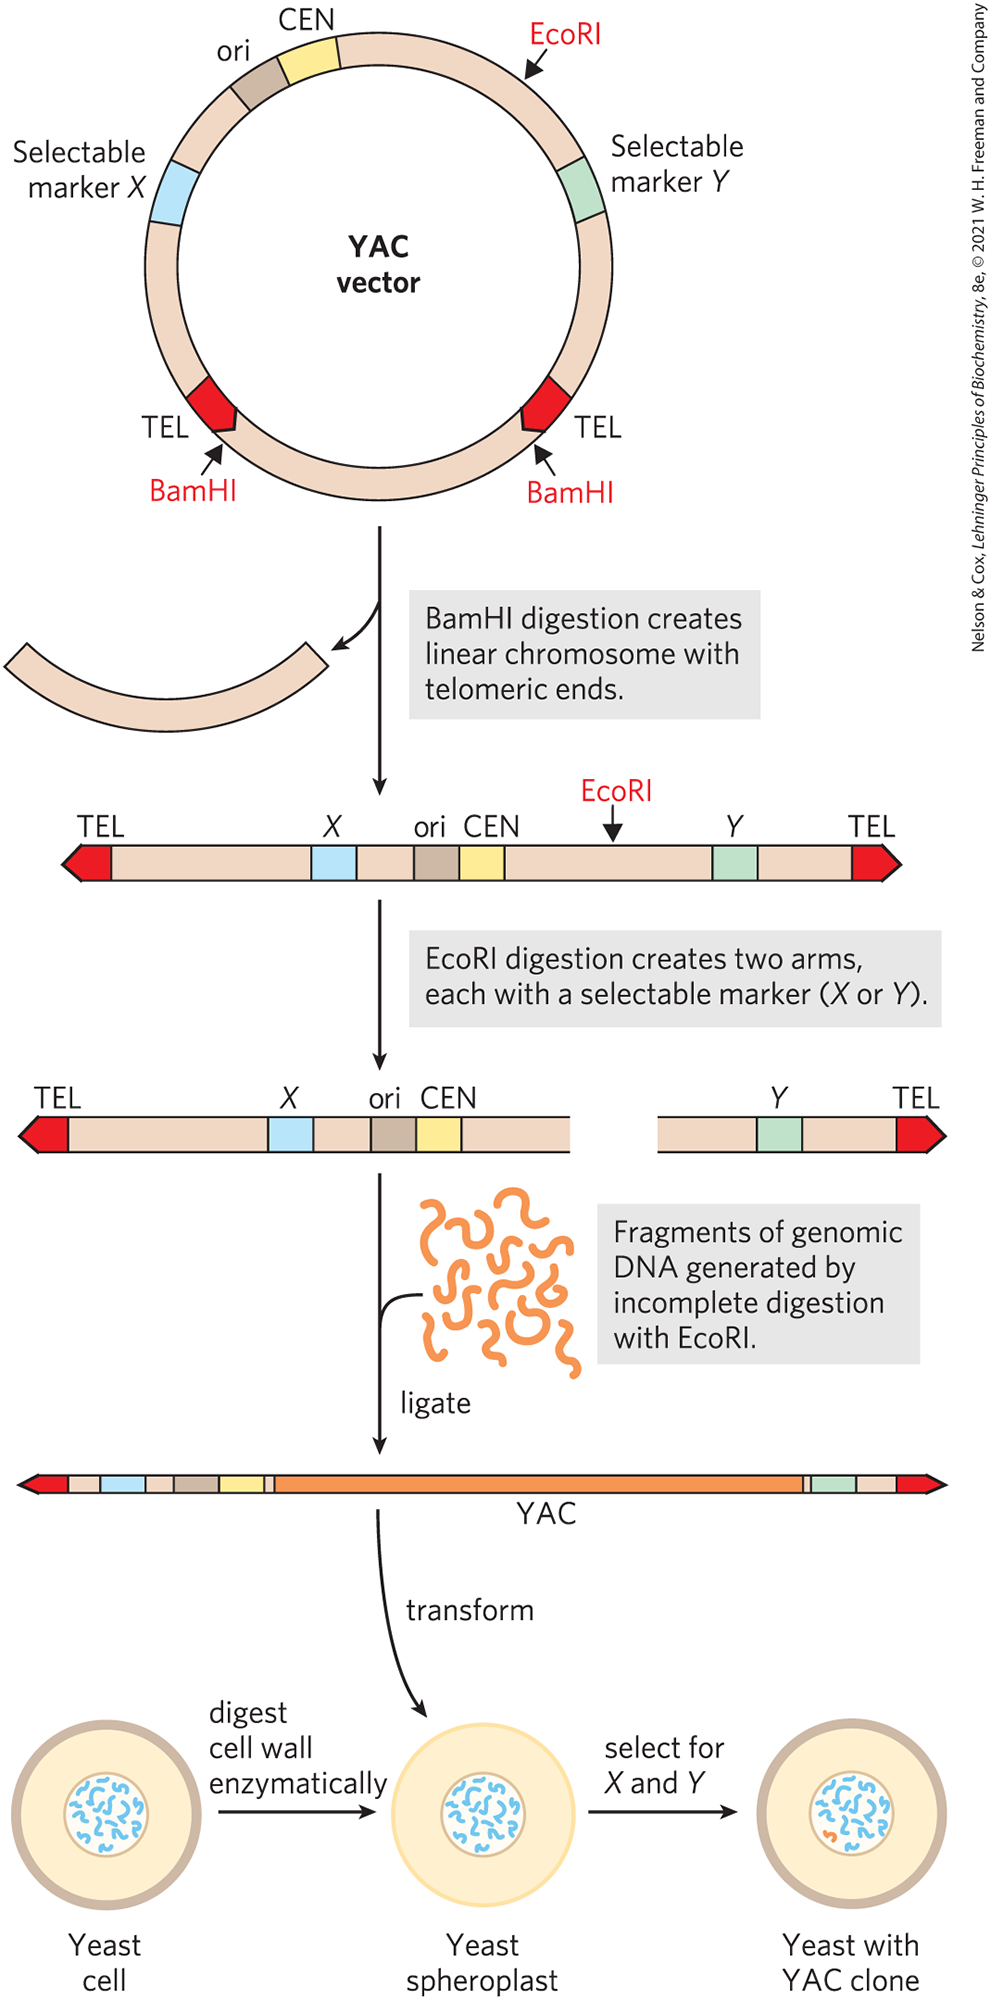 CEN
ori
EcoRI
Selectable
marker X
Selectable
marker Y
YAC
vector
TEL
TEL
BamHI
BamHI
BamHI digestion creates
linear chromosome with
telomeric ends.
EcoRI
TEL
X
ori
CEN
Y
TEL
EcoRI digestion creates two arms,
each with a selectable marker (X or Y).
TEL
X
ori
CEN
Y
TEL
Fragments of genomic
DNA generated by
incomplete digestion
with EcoRI.
ligate
YAC
transform
digest
cell wall
enzymatically
select for
X and Y
Yeast
cell
Yeast
spheroplast
Yeast with
YAC clone
Nelson & Cox, Lehninger Principles of Biochemistry, 8e, © 2021 W. H. Freeman and Company